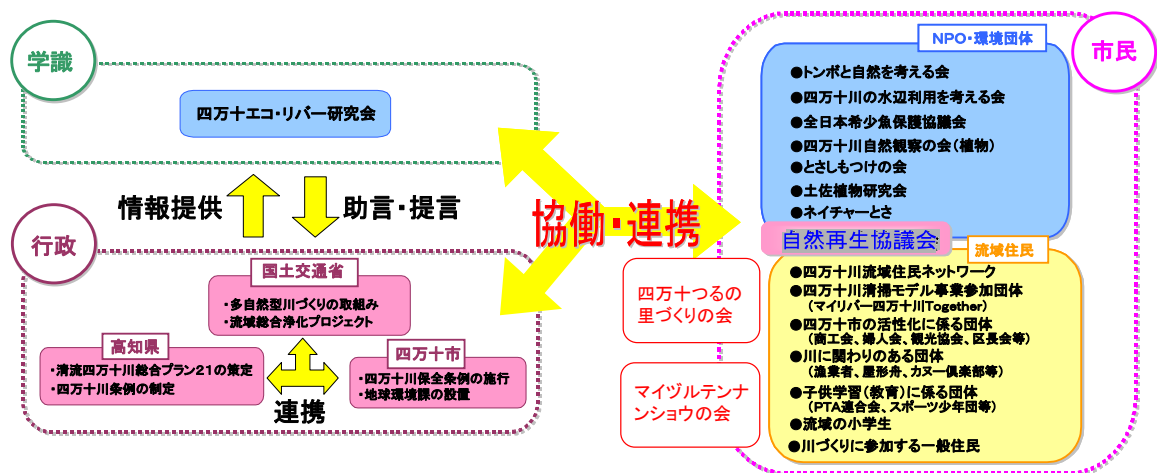 学識
四万十エコ・リバー研究会
情報提供
助言・提言
行政
国土交通省
・多自然型川づくりの取組み
・流域総合浄化プロジェクト
高知県
・清流四万十川総合プラン21の策定
・四万十川条例の制定
四万十市
・四万十川保全条例の施行
・地球環境課の設置
連携
協働・連携
市民
NPO・環境団体
●トンボと自然を考える会
●四万十川の水辺利用を考える会
●全日本希少魚保護協議会
●四万十川自然観察の会(植物)
●とさしもつけの会
●土佐植物研究会
●ネイチャーとさ
自然再生協議会
流域住民
●四万十川流域住民ネットワーク
●四万十川清掃モデル事業参加団体
(マイリバー四万十川Together)
●四万十市の活性化に係る団体
(商工会、婦人会、観光協会、区長会等)
●川に関わりのある団体
(漁業者、屋形舟、カヌー倶楽部等)
●子供学習(教育)に係る団体
(PTA連合会、スポーツ少年団等)
●流域の小学生
●川づくりに参加する一般住民
四万十つるの
里づくりの会
マイヅルテンナ
ンショウの会